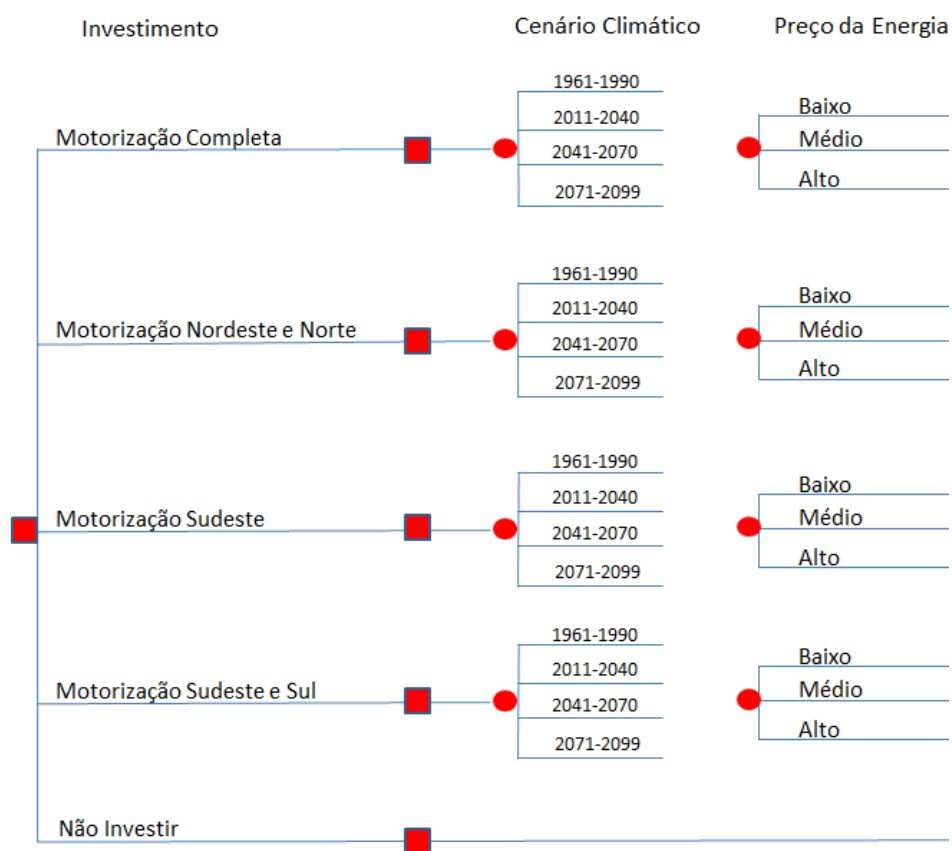 Investimento
Cenário Climático
Preço da Energia
Motorização Completa
1961-1990
2011-2040
2041-2070
2071-2099
Baixo
Médio
Alto
Motorização Nordeste e Norte
1961-1990
2011-2040
2041-2070
2071-2099
Baixo
Médio
Alto
Motorização Sudeste
1961-1990
2011-2040
2041-2070
2071-2099
Baixo
Médio
Alto
Motorização Sudeste e Sul
1961-1990
2011-2040
2041-2070
2071-2099
Baixo
Médio
Alto
Não Investir